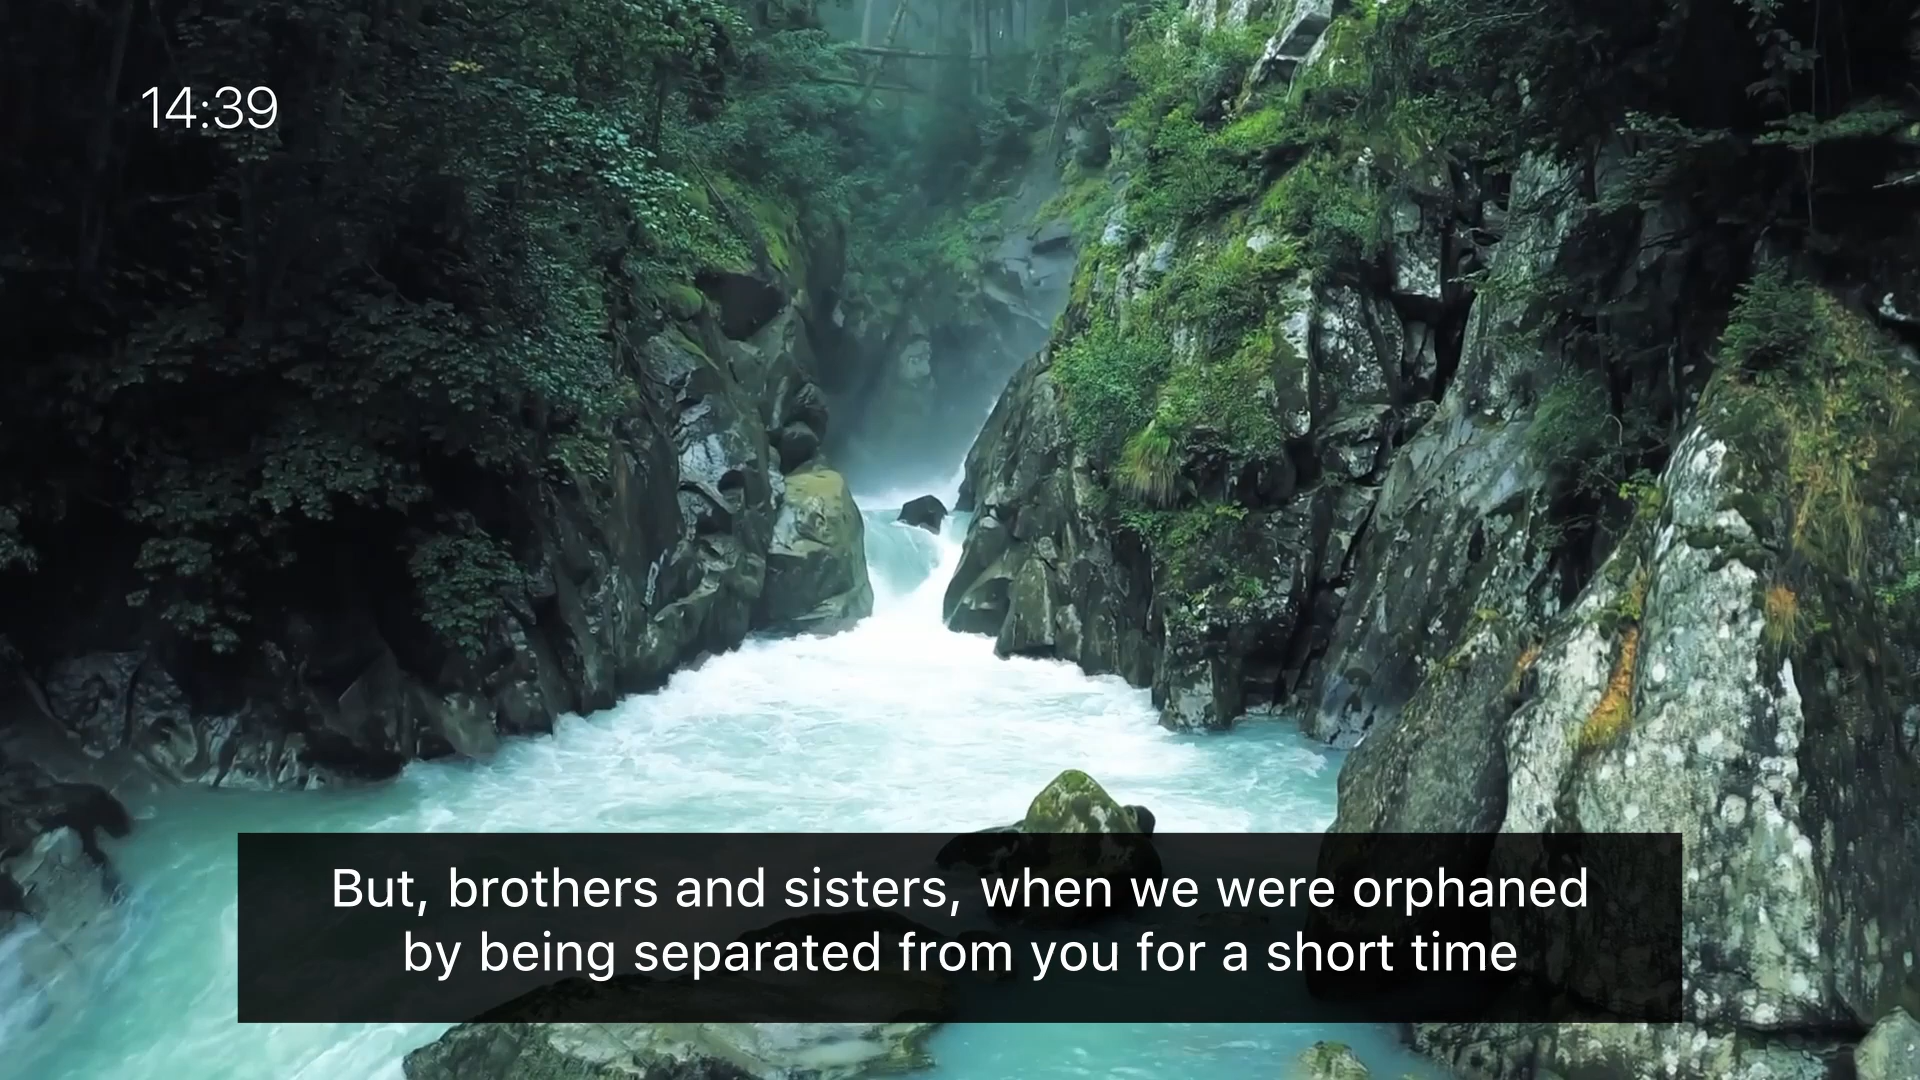 14:39
But, brothers and sisters, when we were orphaned
by being separated from you for a short time